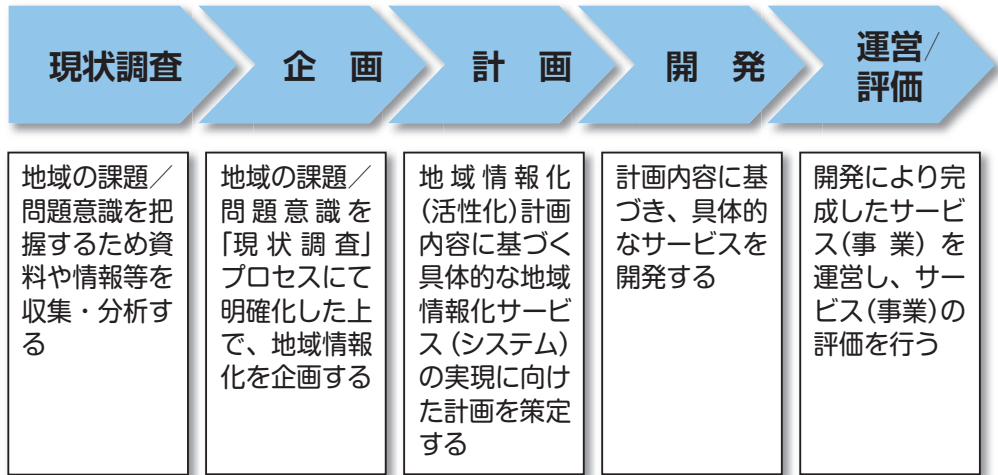 現状調査
企　画
計　画
開　発
運営/
評価
地域の課題／
問題意識を把
握するため資
料や情報等を
収集・分析す
る
地域の課題／
問題意識を
「現状調査」
プロセスにて
明確化した上
で、地域情報
化を企画する
地域情報化
(活性化)計画
内容に基づく
具体的な地域
情報化サービ
ス(システム)
の実現に向け
た計画を策定
する
計画内容に基
づき、具体的
なサービスを
開発する
開発により完
成したサービ
ス(事業)を
運営し、サー
ビス(事業)の
評価を行う